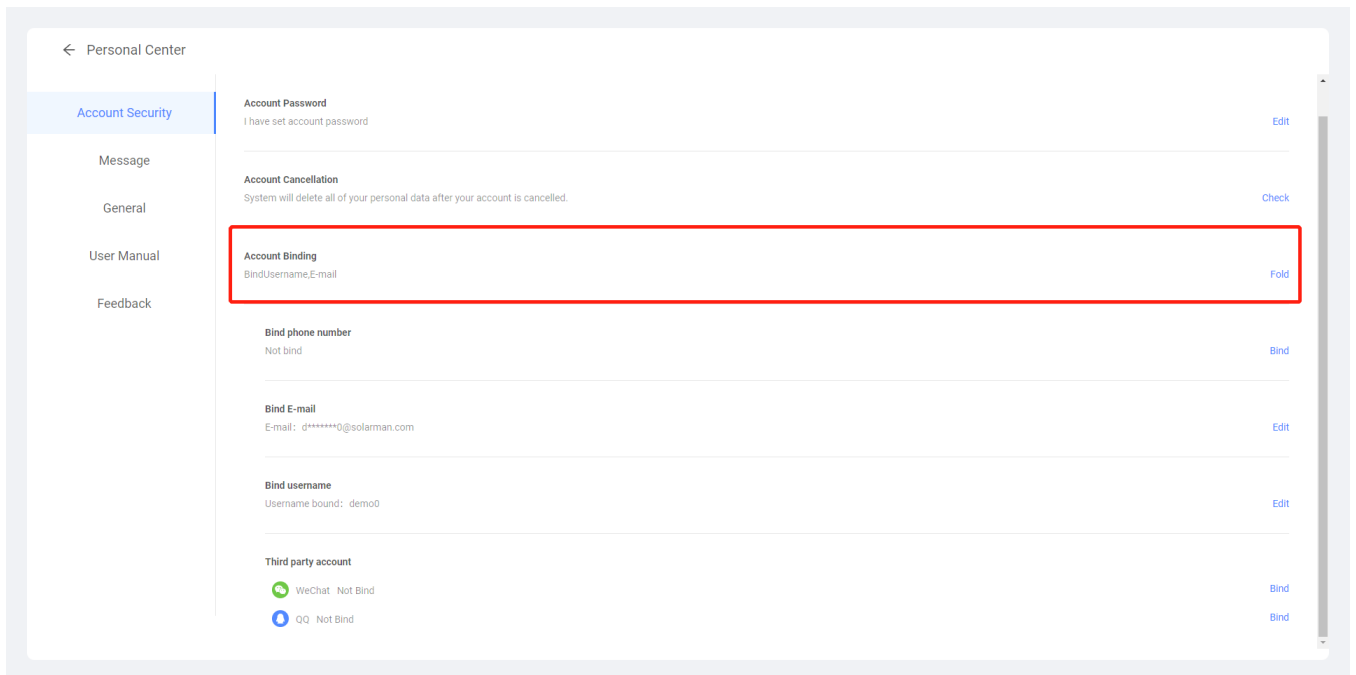 Personal Center
Account Security
Message
General
User Manual
Feedback
Account Password
I have set account password
Edit
Account Cancellation
System will delete all of your personal data after your account is cancelled.
Check
Account Binding
BindUsername,E-mail
Fold
Bind phone number
Not bind
Bind
Bind E-mail
E-mail：d*******0@solarman.com
Edit
Bind username
Username bound：demo0
Edit
Third party account
WeChat Not Bind
Bind
QQ Not Bind
Bind